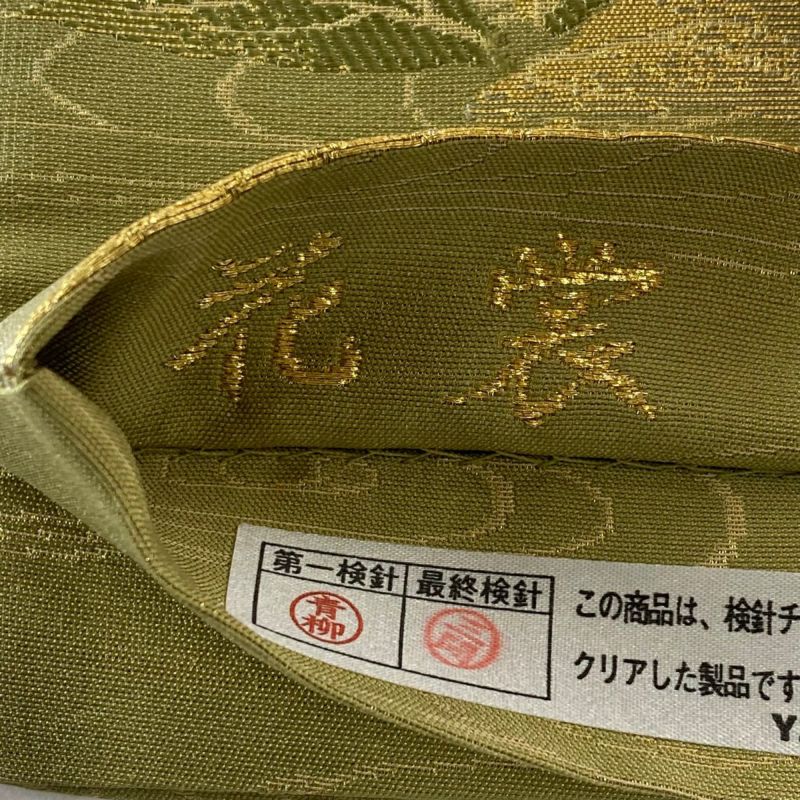 花裳
第一検針 最終検針
青柳
この商品は、検針チ
クリアした製品です
Y